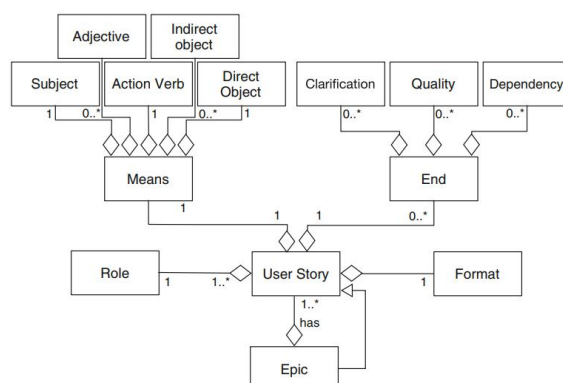 Adjective
Indirect
object
Subject
Action Verb
Direct
Object
Clarification
Quality
Dependency
1
0..*
1
0..*
1
0..*
0..*
0..*
Means
End
1
1
1
0..*
Role
User Story
Format
1
1..*
1
1..*
has
Epic